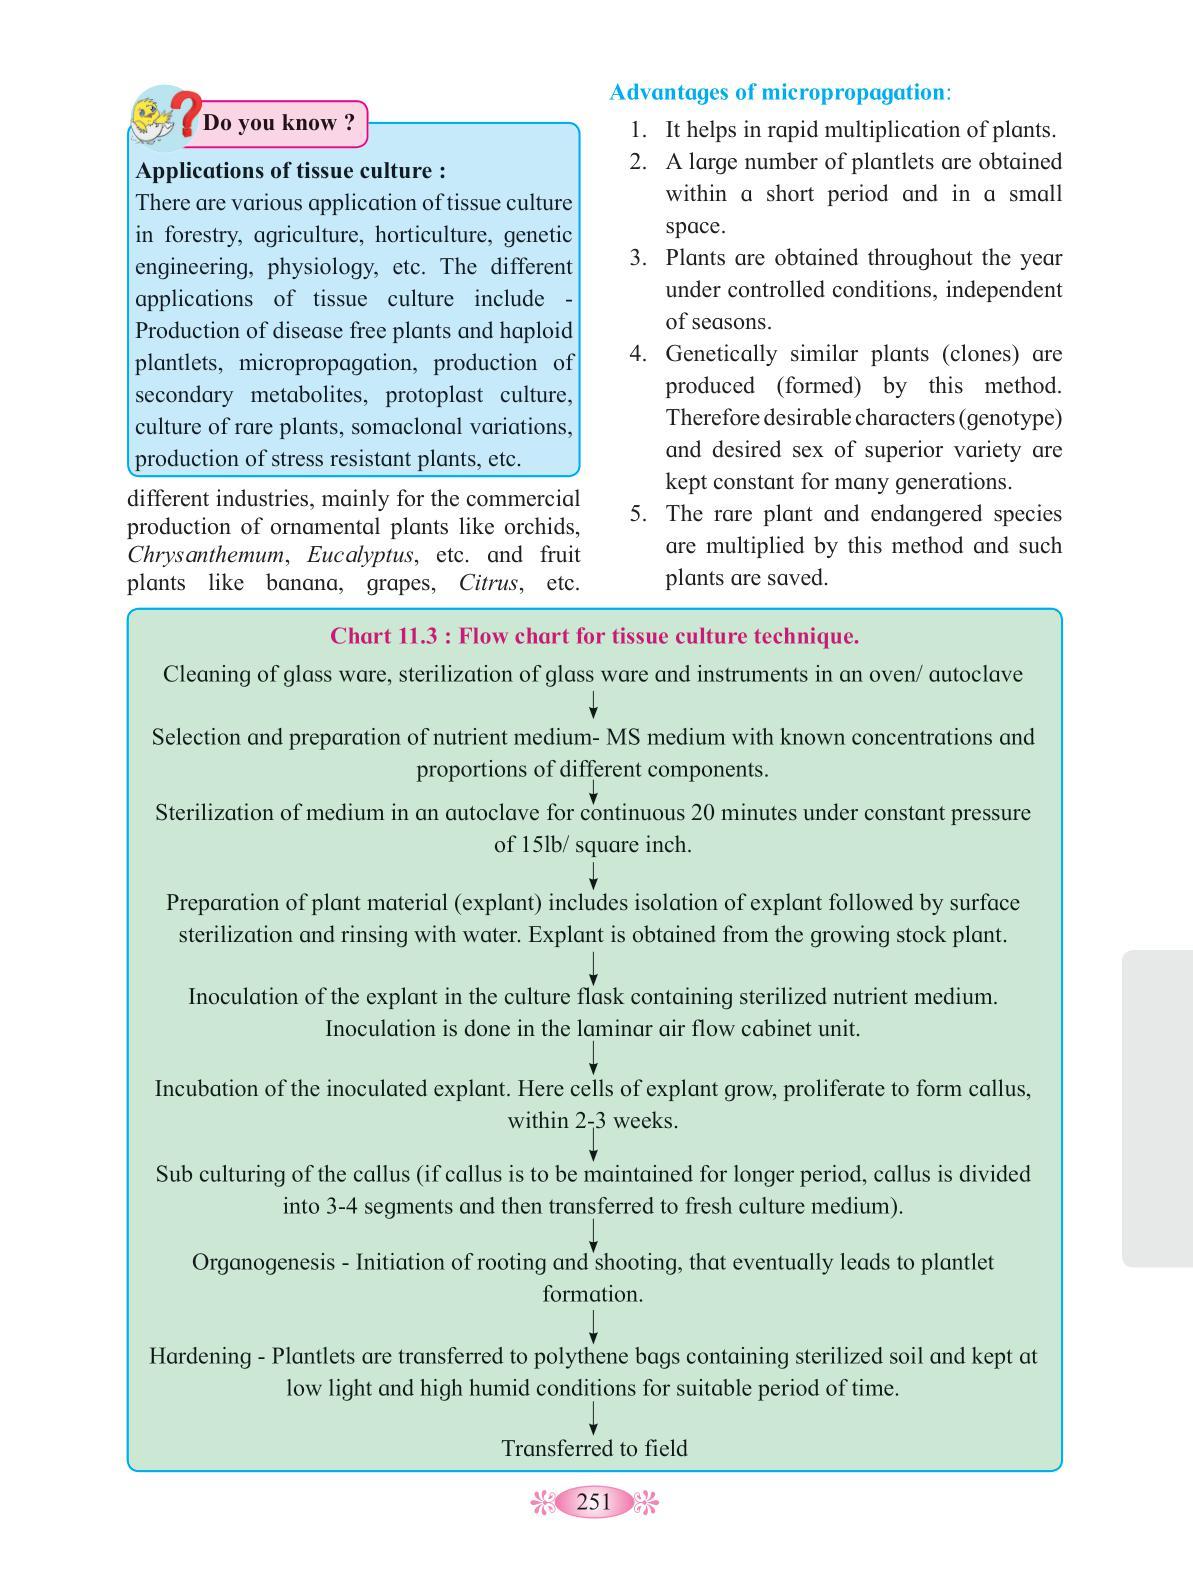 Do you know ?
Applications of tissue culture :
There are various application of tissue culture
in forestry, agriculture, horticulture, genetic
engineering, physiology, etc. The different
applications of tissue culture include -
Production of disease free plants and haploid
plantlets, micropropagation, production of
secondary metabolites, protoplast culture,
culture of rare plants, somaclonal variations,
production of stress resistant plants, etc.
different industries, mainly for the commercial
production of ornamental plants like orchids,
Chrysanthemum, Eucalyptus, etc. and fruit
plants like banana, grapes, Citrus, etc.
Advantages of micropropagation:
1. It helps in rapid multiplication of plants.
2. A large number of plantlets are obtained
within a short period and in a small
space.
3. Plants are obtained throughout the year
under controlled conditions, independent
of seasons.
4. Genetically similar plants (clones) are
produced (formed) by this method.
Therefore desirable characters (genotype)
and desired sex of superior variety are
kept constant for many generations.
5. The rare plant and endangered species
are multiplied by this method and such
plants are saved.
Chart 11.3 : Flow chart for tissue culture technique.
Cleaning of glass ware, sterilization of glass ware and instruments in an oven/ autoclave
Selection and preparation of nutrient medium- MS medium with known concentrations and
proportions of different components.
Sterilization of medium in an autoclave for continuous 20 minutes under constant pressure
of 15lb/ square inch.
Preparation of plant material (explant) includes isolation of explant followed by surface
sterilization and rinsing with water. Explant is obtained from the growing stock plant.
Inoculation of the explant in the culture flask containing sterilized nutrient medium.
Inoculation is done in the laminar air flow cabinet unit.
Incubation of the inoculated explant. Here cells of explant grow, proliferate to form callus,
within 2-3 weeks.
Sub culturing of the callus (if callus is to be maintained for longer period, callus is divided
into 3-4 segments and then transferred to fresh culture medium).
Organogenesis - Initiation of rooting and shooting, that eventually leads to plantlet
formation.
Hardening - Plantlets are transferred to polythene bags containing sterilized soil and kept at
low light and high humid conditions for suitable period of time.
Transferred to field
251